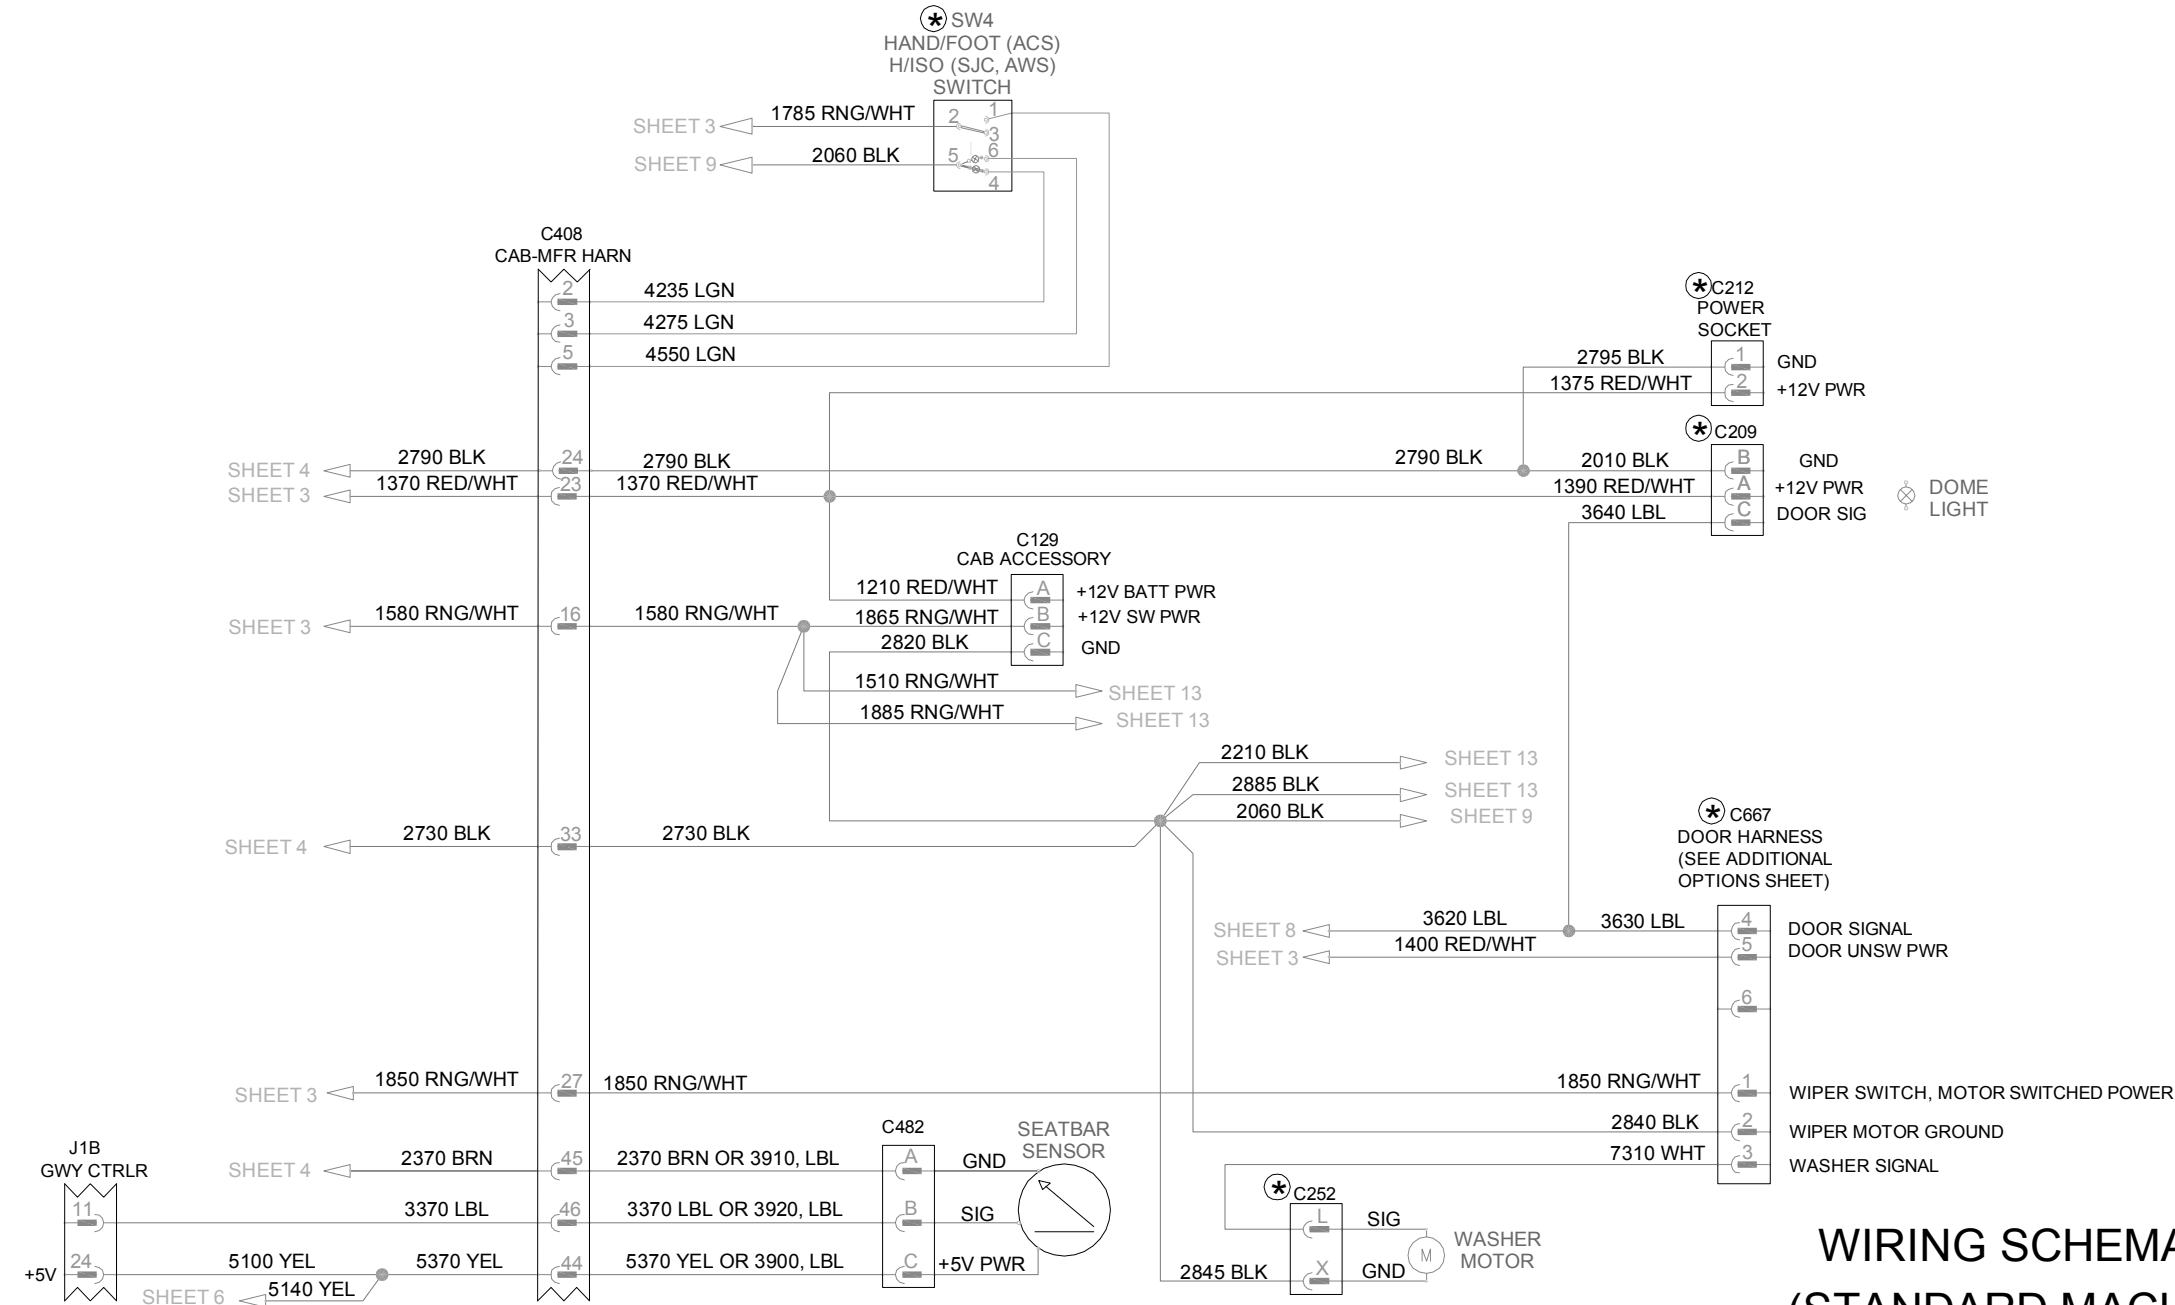 SW4
HAND/FOOT (ACS)
H/ISO (SJC, AWS)
SWITCH
SHEET 3 1785 RNG/WHT 2 1
3
SHEET 9 2060 BLK 5 6
4
C408
CAB-MFR HARN
2 4235 LGN
3 4275 LGN
5 4550 LGN
C212
POWER
SOCKET
2795 BLK 1 GND
1375 RED/WHT 2 +12V PWR
C209
SHEET 4 2790 BLK 24 2790 BLK 2790 BLK 2010 BLK B GND
SHEET 3 1370 RED/WHT 23 1370 RED/WHT 1390 RED/WHT A +12V PWR
3640 LBL C DOOR SIG
DOME
LIGHT
C129
CAB ACCESSORY
1210 RED/WHT A +12V BATT PWR
SHEET 3 1580 RNG/WHT 16 1580 RNG/WHT 1865 RNG/WHT B +12V SW PWR
2820 BLK C GND
1510 RNG/WHT SHEET 13
1885 RNG/WHT SHEET 13
2210 BLK SHEET 13
2885 BLK SHEET 13
2060 BLK SHEET 9
SHEET 4 2730 BLK 33 2730 BLK
C667
DOOR HARNESS
(SEE ADDITIONAL
OPTIONS SHEET)
SHEET 8 3620 LBL 3630 LBL 4 DOOR SIGNAL
SHEET 3 1400 RED/WHT 5 DOOR UNSW PWR
6
SHEET 3 1850 RNG/WHT 27 1850 RNG/WHT 1850 RNG/WHT 1 WIPER SWITCH, MOTOR SWITCHED POWER
2840 BLK 2 WIPER MOTOR GROUND
7310 WHT 3 WASHER SIGNAL
C482
SEATBAR
SENSOR
J1B
GWY CTRLR
SHEET 4 2370 BRN 45 2370 BRN OR 3910, LBL A GND
11 3370 LBL 46 3370 LBL OR 3920, LBL B SIG
+5V 24 5100 YEL 5370 YEL 44 5370 YEL OR 3900, LBL C +5V PWR
SHEET 6 5140 YEL
C252
L SIG
M
WASHER
MOTOR
2845 BLK X GND
WIRING SCHEMA
(STANDARD MACH